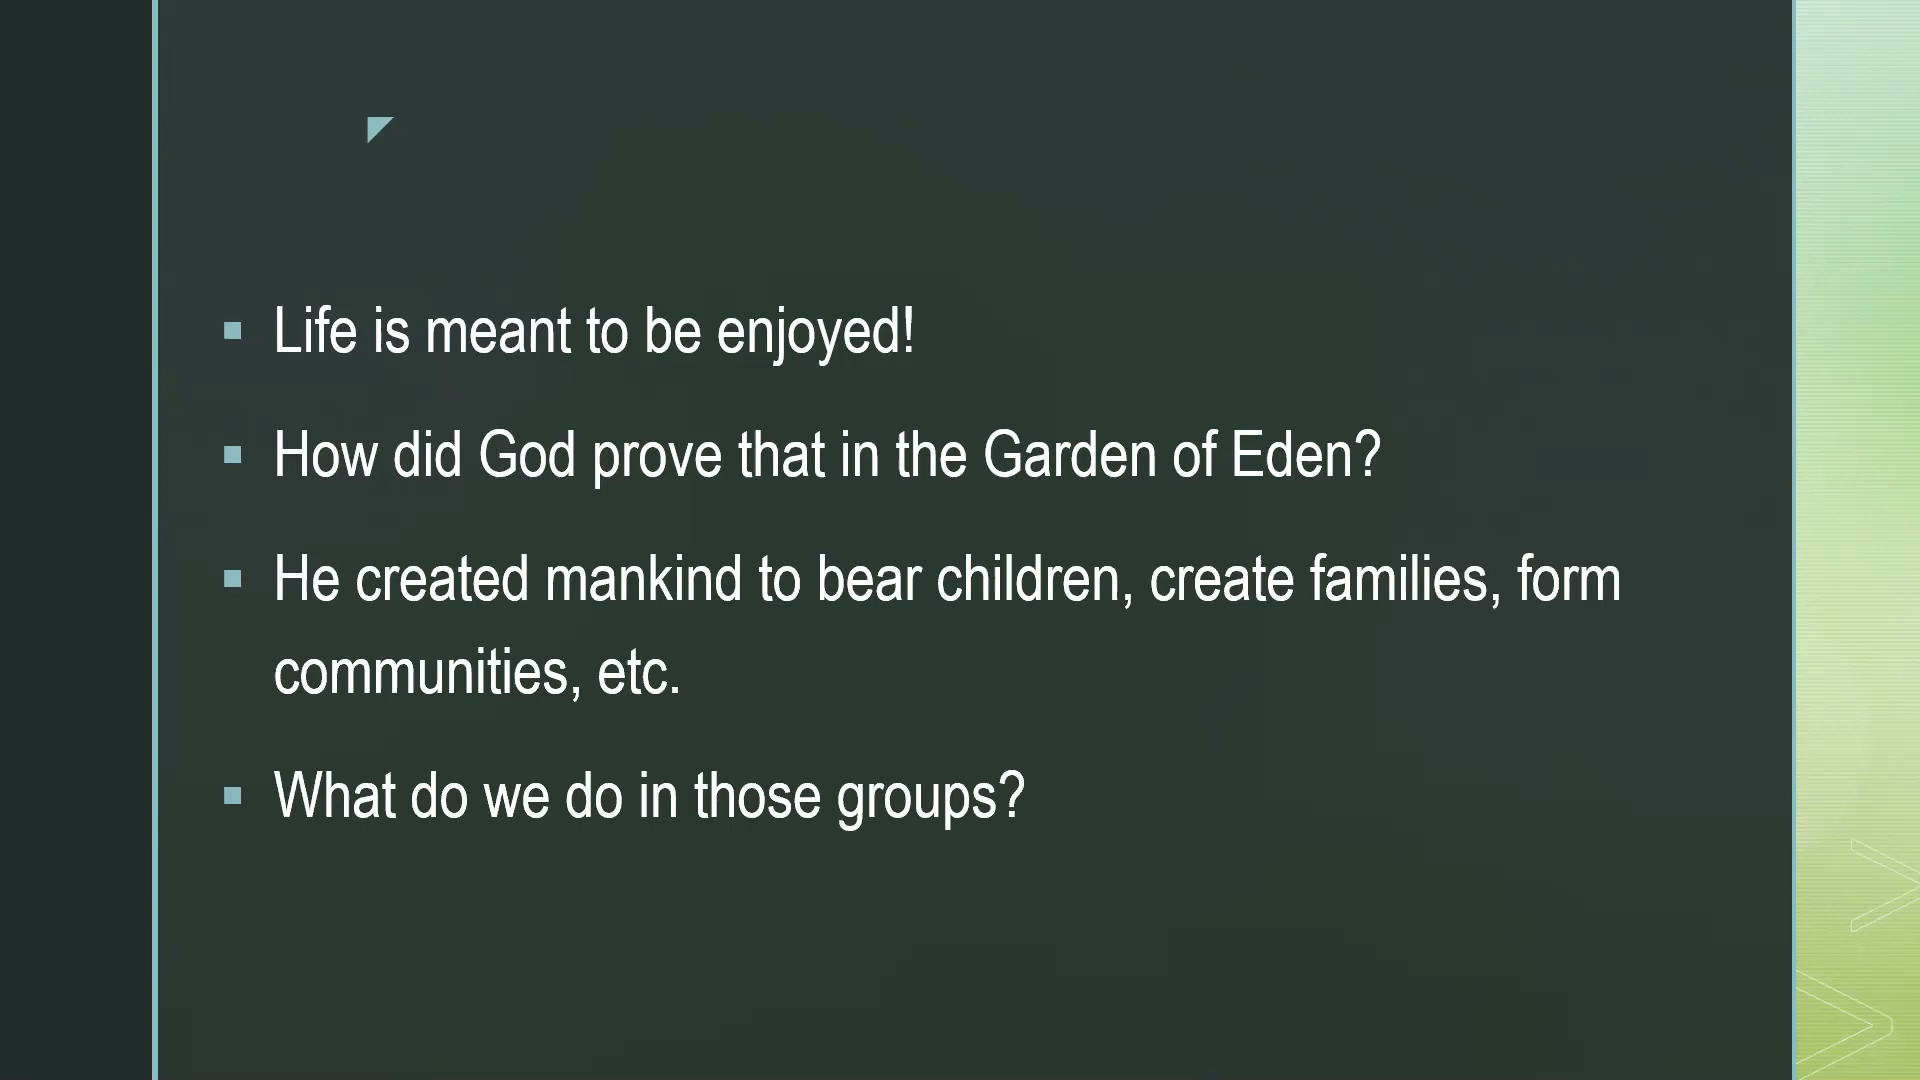 Life is meant to be enjoyed!
How did God prove that in the Garden of Eden?
He created mankind to bear children, create families, form
communities, etc.
What do we do in those groups?